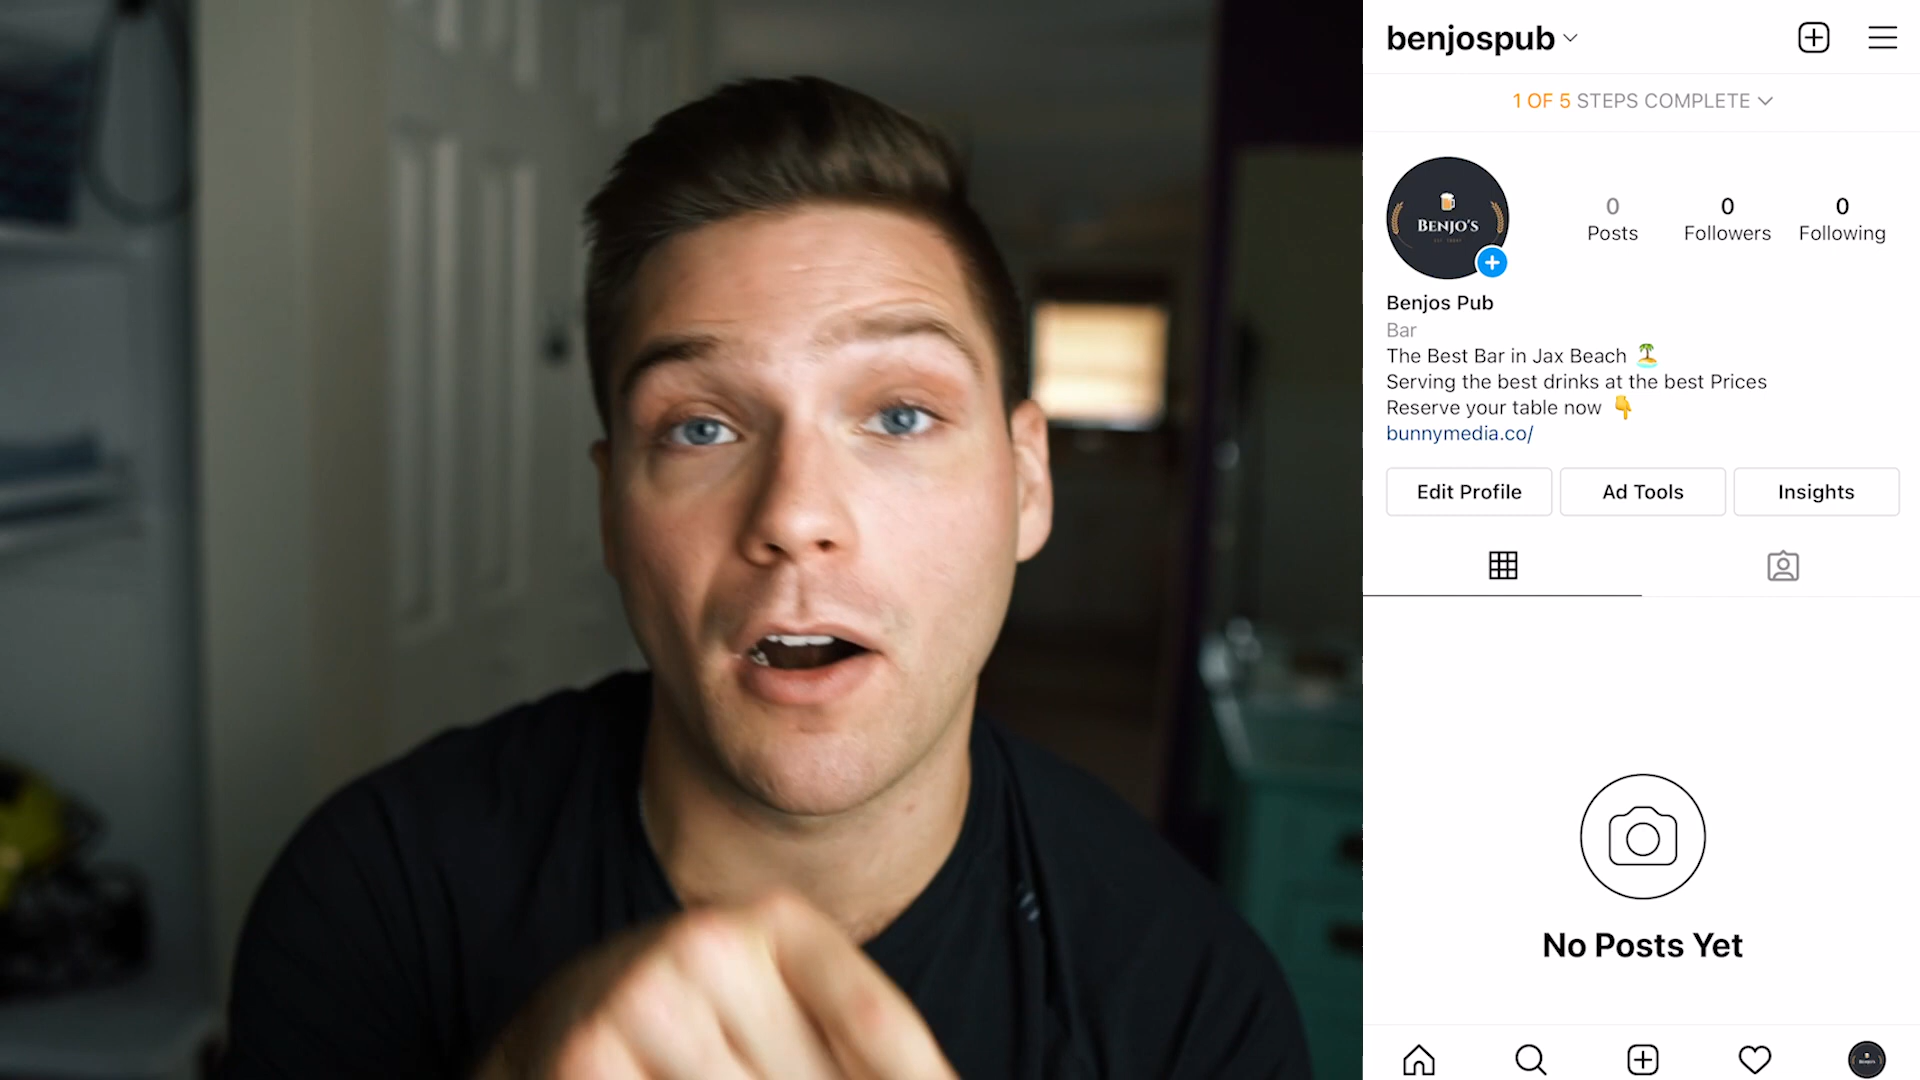 benjospub
1 OF 5 STEPS COMPLETE
BENJO'S
0
Posts
0
Followers
0
Following
Benjos Pub
Bar
The Best Bar in Jax Beach 🏝️
Serving the best drinks at the best Prices
Reserve your table now 👇
bunnymedia.co/
Edit Profile
Ad Tools
Insights
No Posts Yet